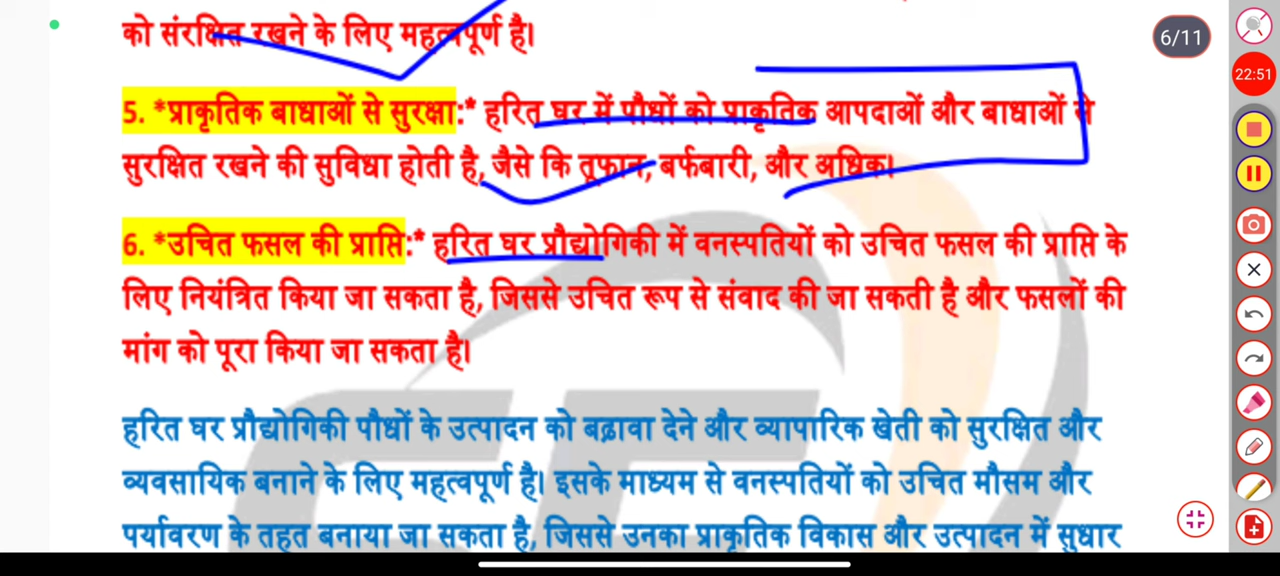 को संरक्षित रखने के लिए महत्वपूर्ण है।
6/11
22:51
5. *प्राकृतिक बाधाओं से सुरक्षा:* हरित घर में पौधों को प्राकृतिक आपदाओं और बाधाओं से
सुरक्षित रखने की सुविधा होती है, जैसे कि तूफान, बर्फबारी, और अधिक।
6. *उचित फसल की प्राप्ति:* हरित घर प्रौद्योगिकी में वनस्पतियों को उचित फसल की प्राप्ति के
लिए नियंत्रित किया जा सकता है, जिससे उचित रूप से संवाद की जा सकती है और फसलों की
मांग को पूरा किया जा सकता है।
हरित घर प्रौद्योगिकी पौधों के उत्पादन को बढ़ावा देने और व्यापारिक खेती को सुरक्षित और
व्यवसायिक बनाने के लिए महत्वपूर्ण है। इसके माध्यम से वनस्पतियों को उचित मौसम और
पर्यावरण के तहत बनाया जा सकता है, जिससे उनका प्राकृतिक विकास और उत्पादन में सुधार